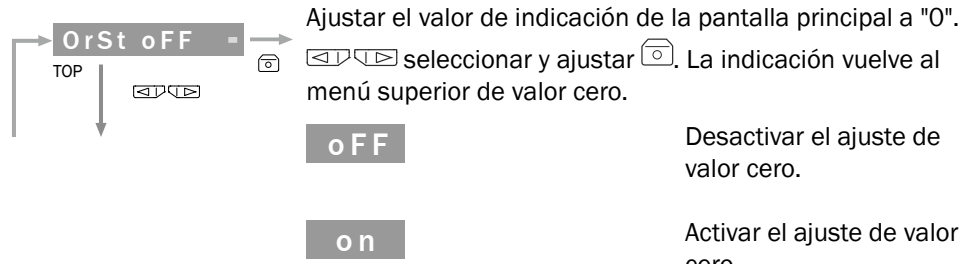 Ajustar el valor de indicación de la pantalla principal a "0".
OrSt oFF
TOP
seleccionar y ajustar . La indicación vuelve al
menú superior de valor cero.
oFF
Desactivar el ajuste de
valor cero.
on
Activar el ajuste de valor
cero.